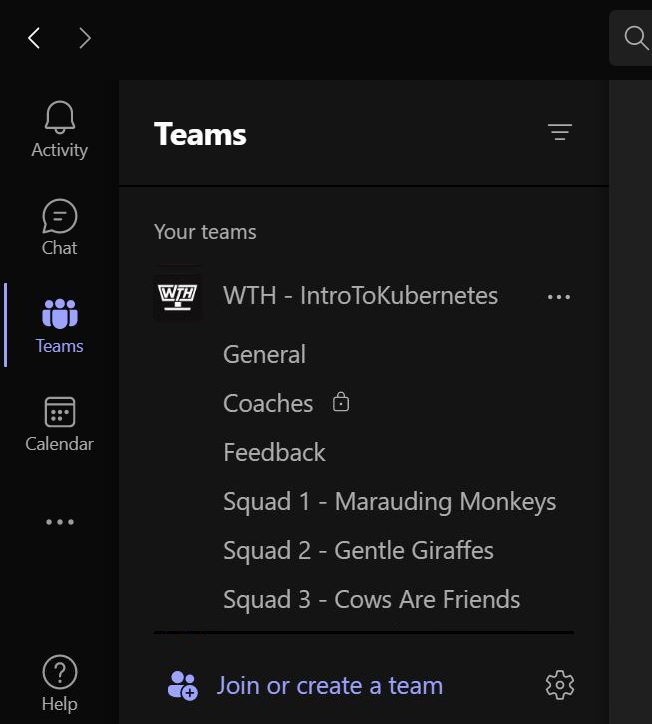 Activity
Chat
Teams
Calendar
Help
Teams
Your teams
WTH
WTH - IntroToKubernetes
General
Coaches
Feedback
Squad 1 - Marauding Monkeys
Squad 2 - Gentle Giraffes
Squad 3 - Cows Are Friends
Join or create a team